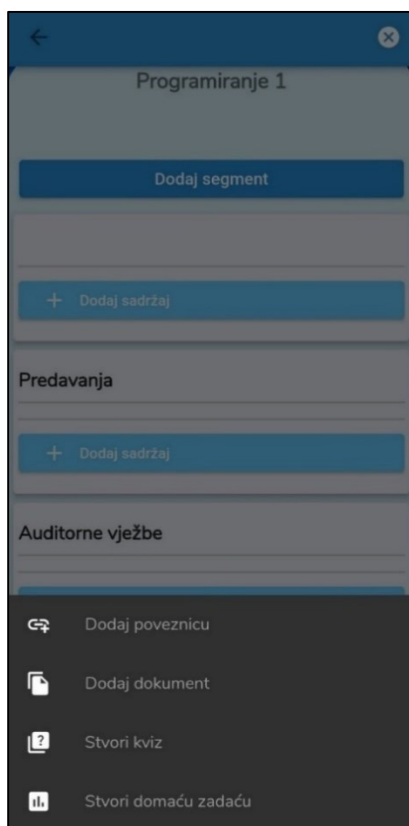 Programiranje 1
Dodaj segment
Dodaj sadržaj
Predavanja
Dodaj sadržaj
Auditorne vježbe
Dodaj poveznicu
Dodaj dokument
Stvori kviz
Stvori domaću zadaću